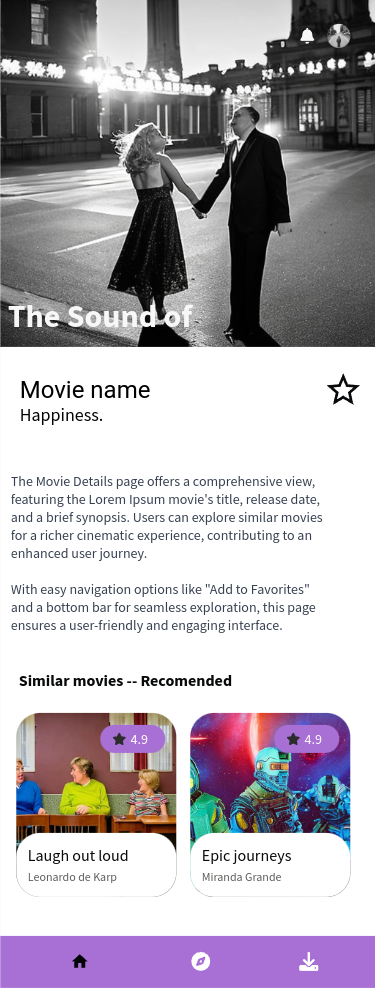 The Sound of
Movie name
Happiness.
The Movie Details page offers a comprehensive view,
featuring the Lorem Ipsum movie's title, release date,
and a brief synopsis. Users can explore similar movies
for a richer cinematic experience, contributing to an
enhanced user journey.
With easy navigation options like "Add to Favorites"
and a bottom bar for seamless exploration, this page
ensures a user-friendly and engaging interface.
Similar movies -- Recomended
4.9
4.9
Laugh out loud
Epic journeys
Leonardo de Karp
Miranda Grande